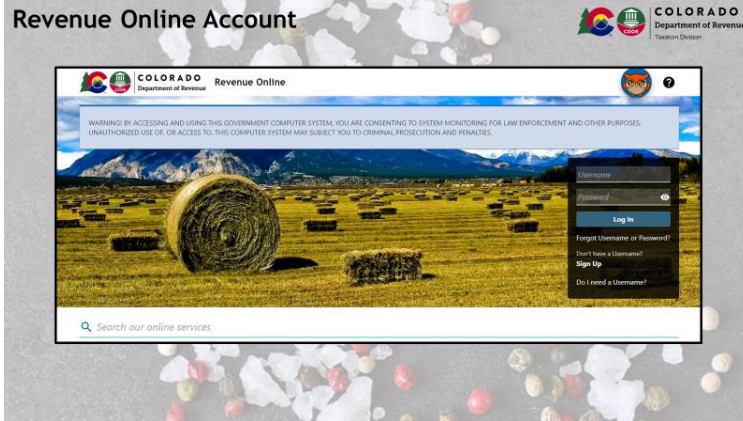 Revenue Online Account
COLORADO
Department of Revenue
Taxation Division
CDOR
COLORADO
Department of Revenue
Revenue Online
WARNING! BY ACCESSING AND USING THIS GOVERNMENT COMPUTER SYSTEM, YOU ARE CONSENTING TO SYSTEM MONITORING FOR LAW ENFORCEMENT AND OTHER PURPOSES.
UNAUTHORIZED USE OF, OR ACCESS TO, THIS COMPUTER SYSTEM MAY SUBJECT YOU TO CRIMINAL PROSECUTION AND PENALTIES.
Username
Password
Log In
Forgot Username or Password?
Don't have a Username?
Sign Up
Do I need a Username?
Search our online services